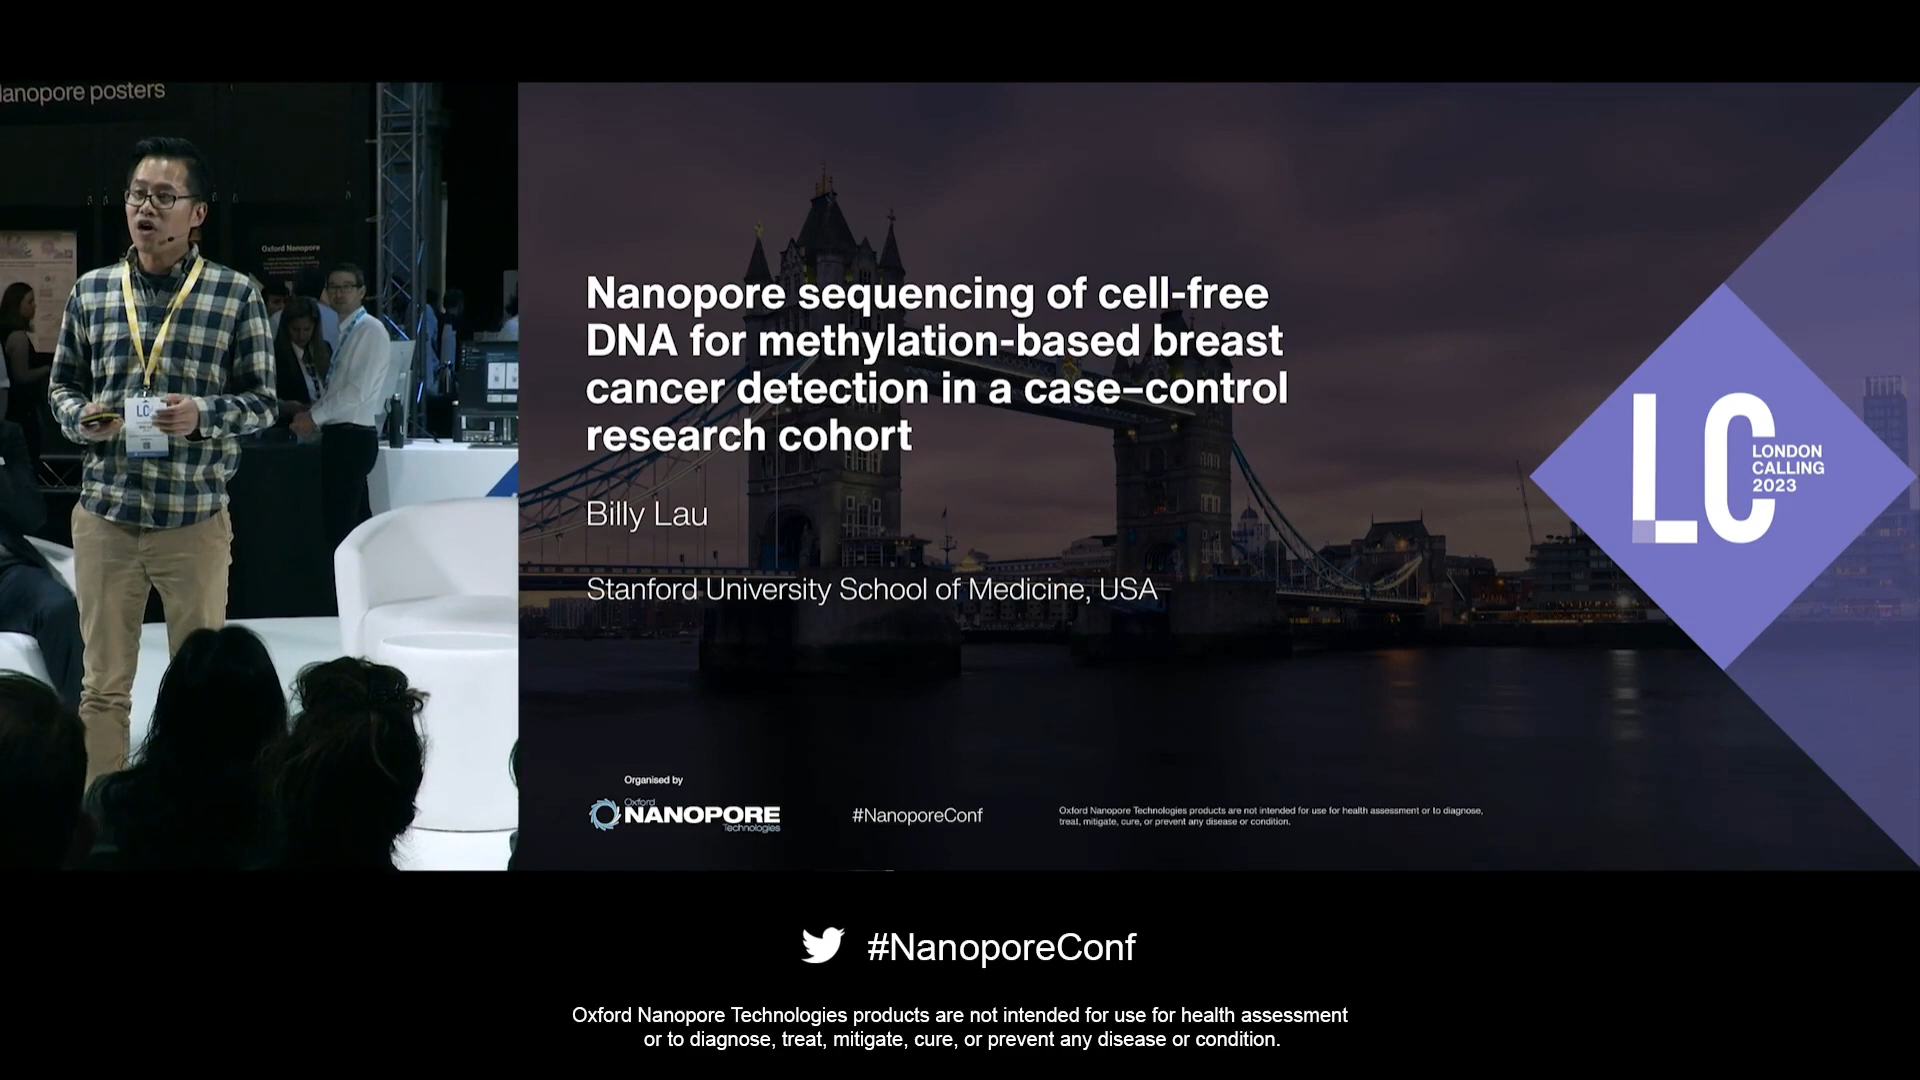 anopore posters
Oxford Nanopore
LC
Nanopore sequencing of cell-free
DNA for methylation-based breast
cancer detection in a case–control
research cohort
Billy Lau
Stanford University School of Medicine, USA
LC
LONDON
CALLING
2023
Organised by
Oxford
NANOPORE
Technologies
#NanoporeConf
Oxford Nanopore Technologies products are not intended for use for health assessment or to diagnose,
treat, mitigate, cure, or prevent any disease or condition.
#NanoporeConf
Oxford Nanopore Technologies products are not intended for use for health assessment
or to diagnose, treat, mitigate, cure, or prevent any disease or condition.